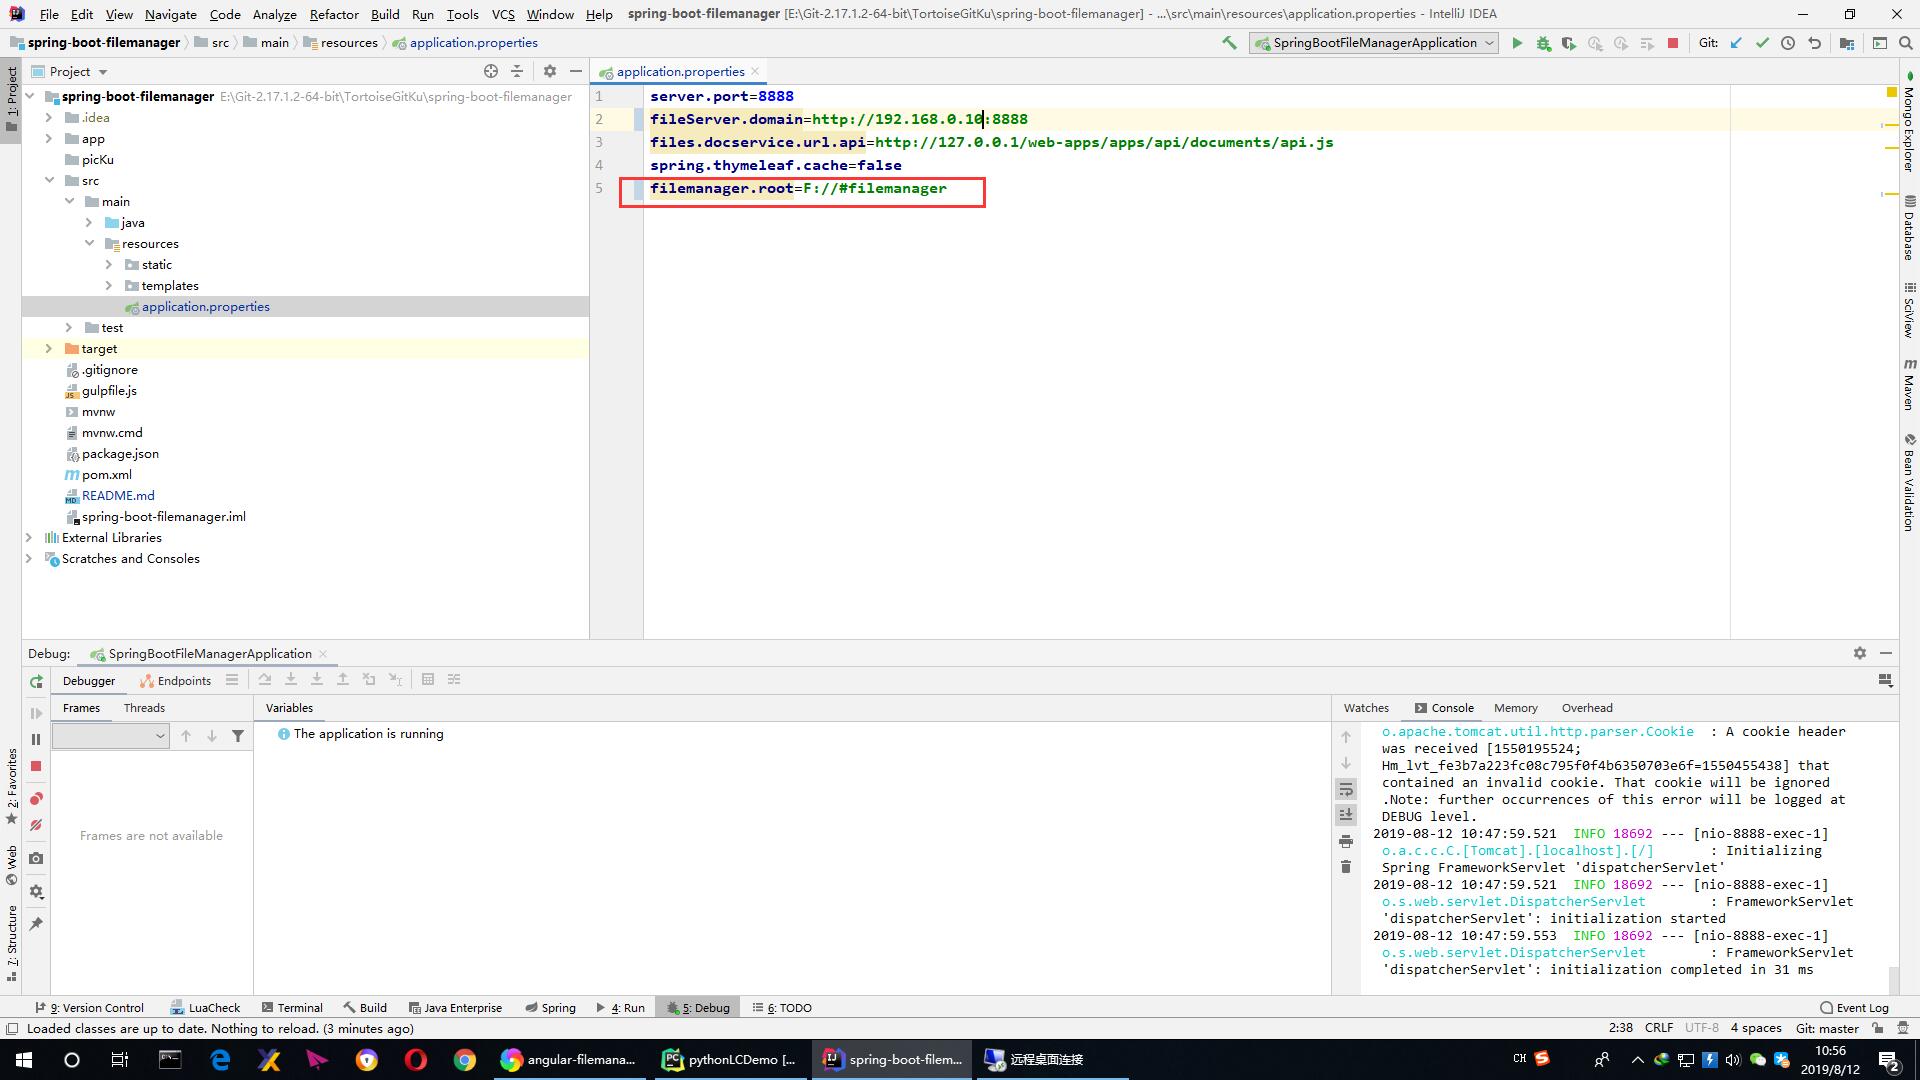 File Edit View Navigate Code Analyze Refactor Build Run Tools VCS Window Help spring-boot-filemanager [E:\Git-2.17.1.2-64-bit\TortoiseGitKu\spring-boot-filemanager] - ...\src\main\resources\application.properties - IntelliJ IDEA
spring-boot-filemanager src main resources application.properties SpringBootFileManagerApplication Git:
1: Project
Project
application.properties
spring-boot-filemanager E:\Git-2.17.1.2-64-bit\TortoiseGitKu\spring-boot-filemanager
.idea
app
picKu
src
main
java
resources
static
templates
application.properties
test
target
.gitignore
gulpfile.js
mvnw
mvnw.cmd
package.json
pom.xml
README.md
spring-boot-filemanager.iml
External Libraries
Scratches and Consoles
1 server.port=8888
2 fileServer.domain=http://192.168.0.10:8888
3 files.docservice.url.api=http://127.0.0.1/web-apps/apps/api/documents/api.js
4 spring.thymeleaf.cache=false
5 filemanager.root=F://#filemanager
Mongo Explorer
Database
SciView
Maven
Bean Validation
Debug: SpringBootFileManagerApplication
Debugger Endpoints
Frames Threads
Variables
Watches Console Memory Overhead
Frames are not available
The application is running
o.apache.tomcat.util.http.parser.Cookie : A cookie header
was received [1550195524;
Hm_lvt_fe3b7a223fc08c795f0f4b6350703e6f=1550455438] that
contained an invalid cookie. That cookie will be ignored
.Note: further occurrences of this error will be logged at
DEBUG level.
2019-08-12 10:47:59.521 INFO 18692 --- [nio-8888-exec-1]
o.a.c.c.C.[Tomcat].[localhost].[/] : Initializing
Spring FrameworkServlet 'dispatcherServlet'
2019-08-12 10:47:59.521 INFO 18692 --- [nio-8888-exec-1]
o.s.web.servlet.DispatcherServlet : FrameworkServlet
'dispatcherServlet': initialization started
2019-08-12 10:47:59.553 INFO 18692 --- [nio-8888-exec-1]
o.s.web.servlet.DispatcherServlet : FrameworkServlet
'dispatcherServlet': initialization completed in 31 ms
2: Favorites
Web
7: Structure
9: Version Control LuaCheck Terminal Build Java Enterprise Spring 4: Run 5: Debug 6: TODO Event Log
Loaded classes are up to date. Nothing to reload. (3 minutes ago) 2:38 CRLF UTF-8 4 spaces Git: master
angular-filemana... pythonLCDemo [... spring-boot-filem... 远程桌面连接 CH 10:56
2019/8/12 2